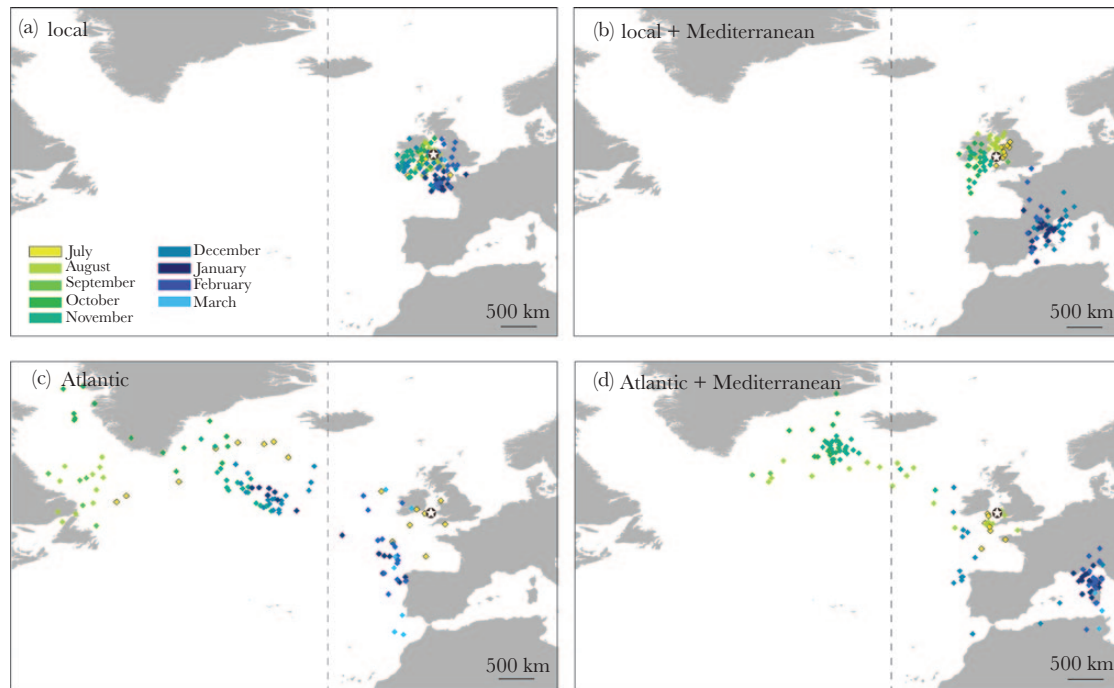 (a) local
(b) local + Mediterranean
July
August
September
October
November
December
January
February
March
500 km
500 km
(c) Atlantic
(d) Atlantic + Mediterranean
500 km
500 km